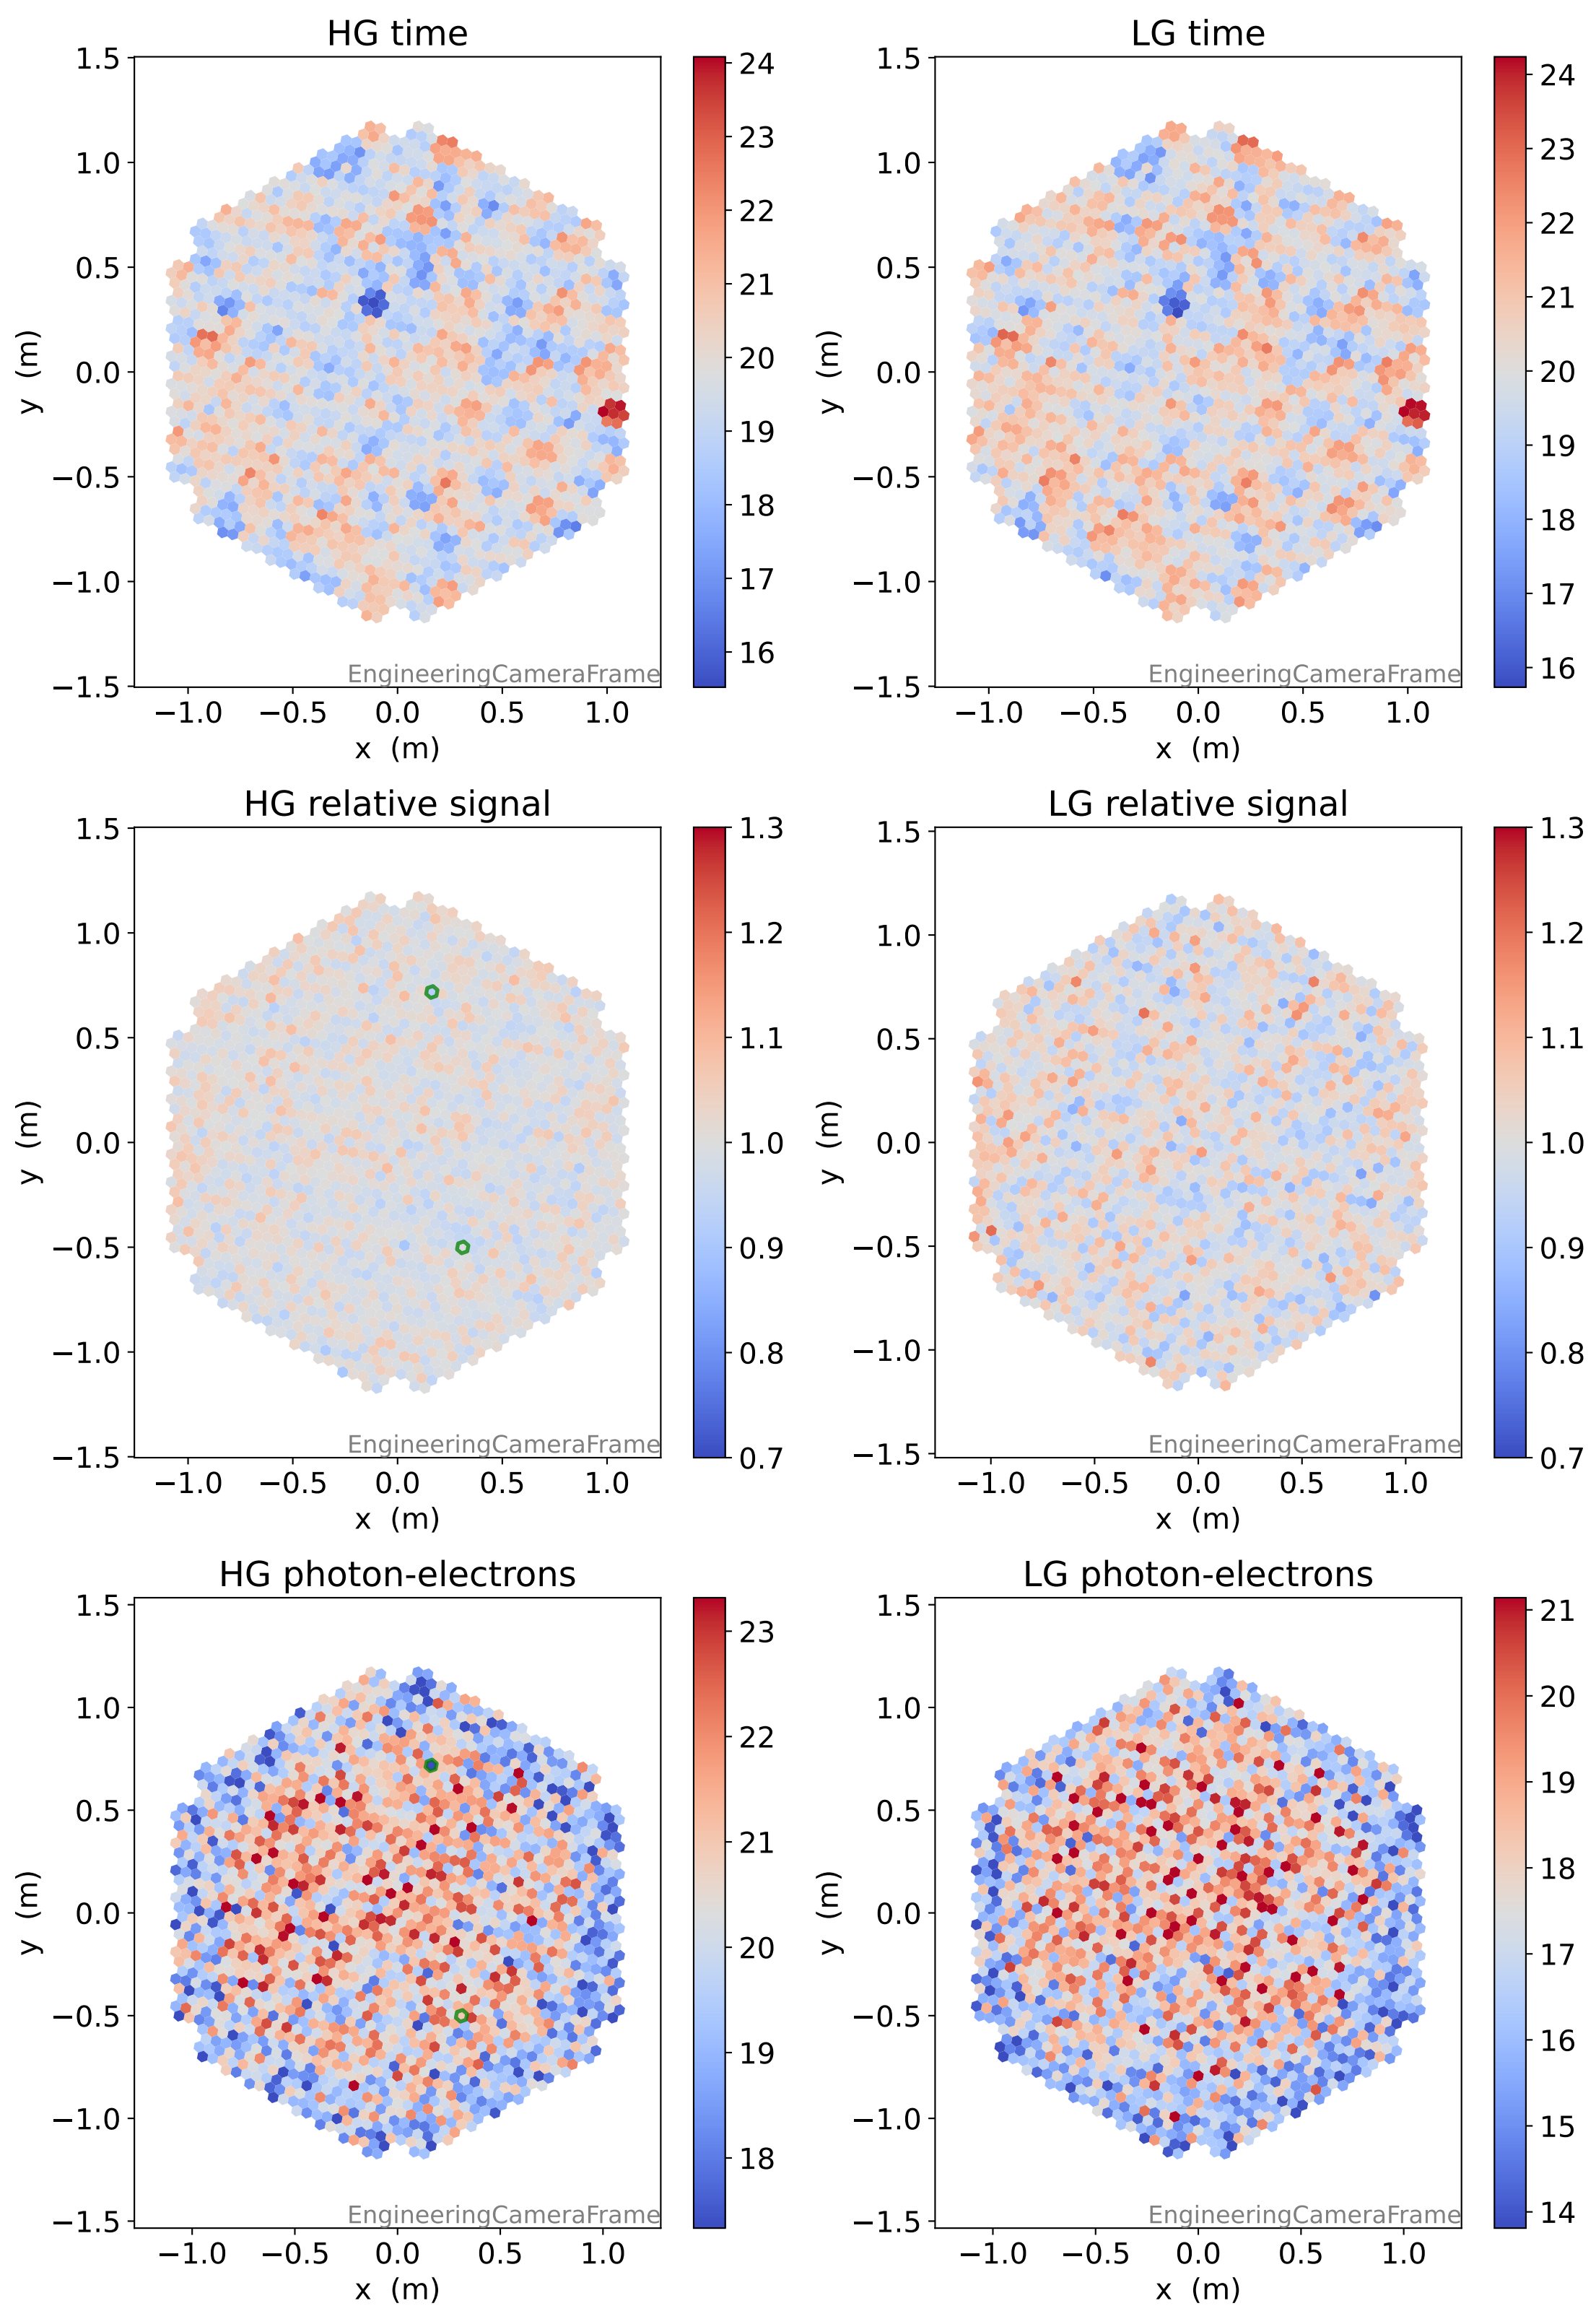 HG time
LG time
1.5
1.0
0.5
0.0
−0.5
−1.0
−1.5
y (m)
EngineeringCameraFrame
−1.0 −0.5 0.0 0.5 1.0
x (m)
24
23
22
21
20
19
18
17
16
1.5
1.0
0.5
0.0
−0.5
−1.0
−1.5
y (m)
EngineeringCameraFrame
−1.0 −0.5 0.0 0.5 1.0
x (m)
24
23
22
21
20
19
18
17
16
HG relative signal
LG relative signal
1.5
1.0
0.5
0.0
−0.5
−1.0
−1.5
y (m)
EngineeringCameraFrame
−1.0 −0.5 0.0 0.5 1.0
x (m)
1.3
1.2
1.1
1.0
0.9
0.8
0.7
1.5
1.0
0.5
0.0
−0.5
−1.0
−1.5
y (m)
EngineeringCameraFrame
−1.0 −0.5 0.0 0.5 1.0
x (m)
1.3
1.2
1.1
1.0
0.9
0.8
0.7
HG photon-electrons
LG photon-electrons
1.5
1.0
0.5
0.0
−0.5
−1.0
−1.5
y (m)
EngineeringCameraFrame
−1.0 −0.5 0.0 0.5 1.0
x (m)
23
22
21
20
19
18
1.5
1.0
0.5
0.0
−0.5
−1.0
−1.5
y (m)
EngineeringCameraFrame
−1.0 −0.5 0.0 0.5 1.0
x (m)
21
20
19
18
17
16
15
14